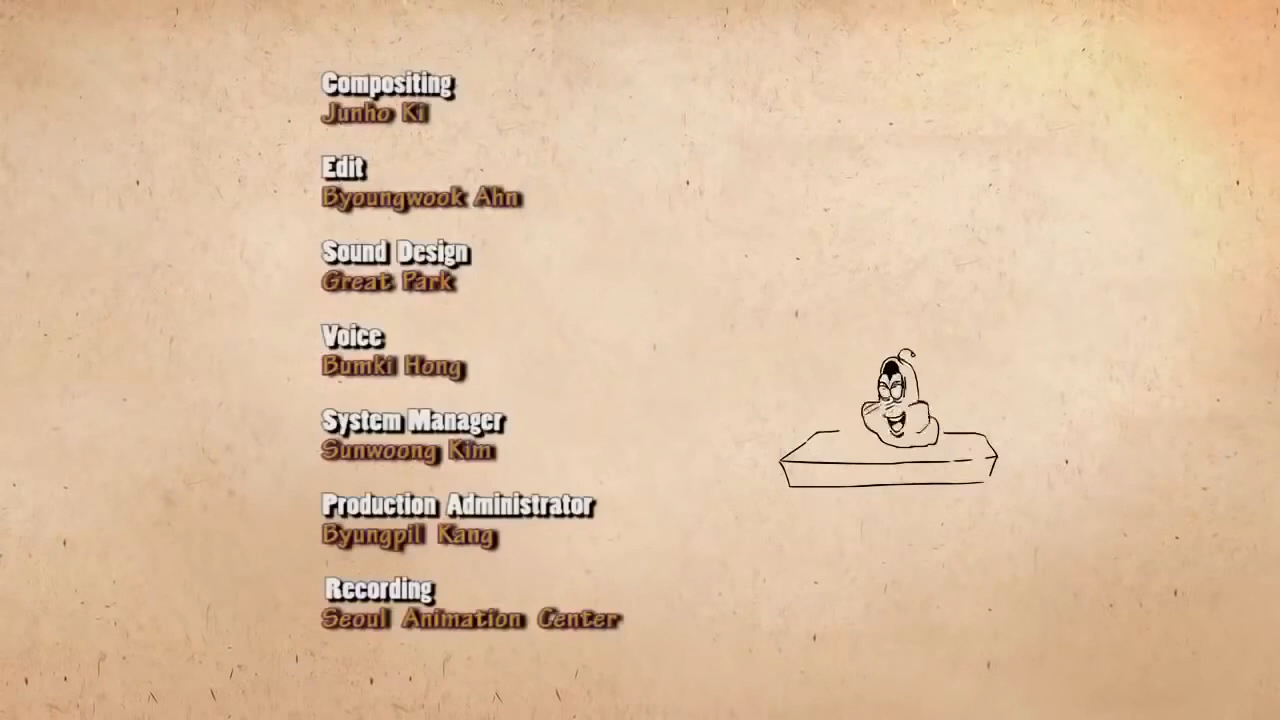 Compositing
Junho Ki
Edit
Byoungwook Ahn
Sound Design
Great Park
Voice
Bumki Hong
System Manager
Sunwoong Kim
Production Administrator
Byungpil Kang
Recording
Seoul Animation Center